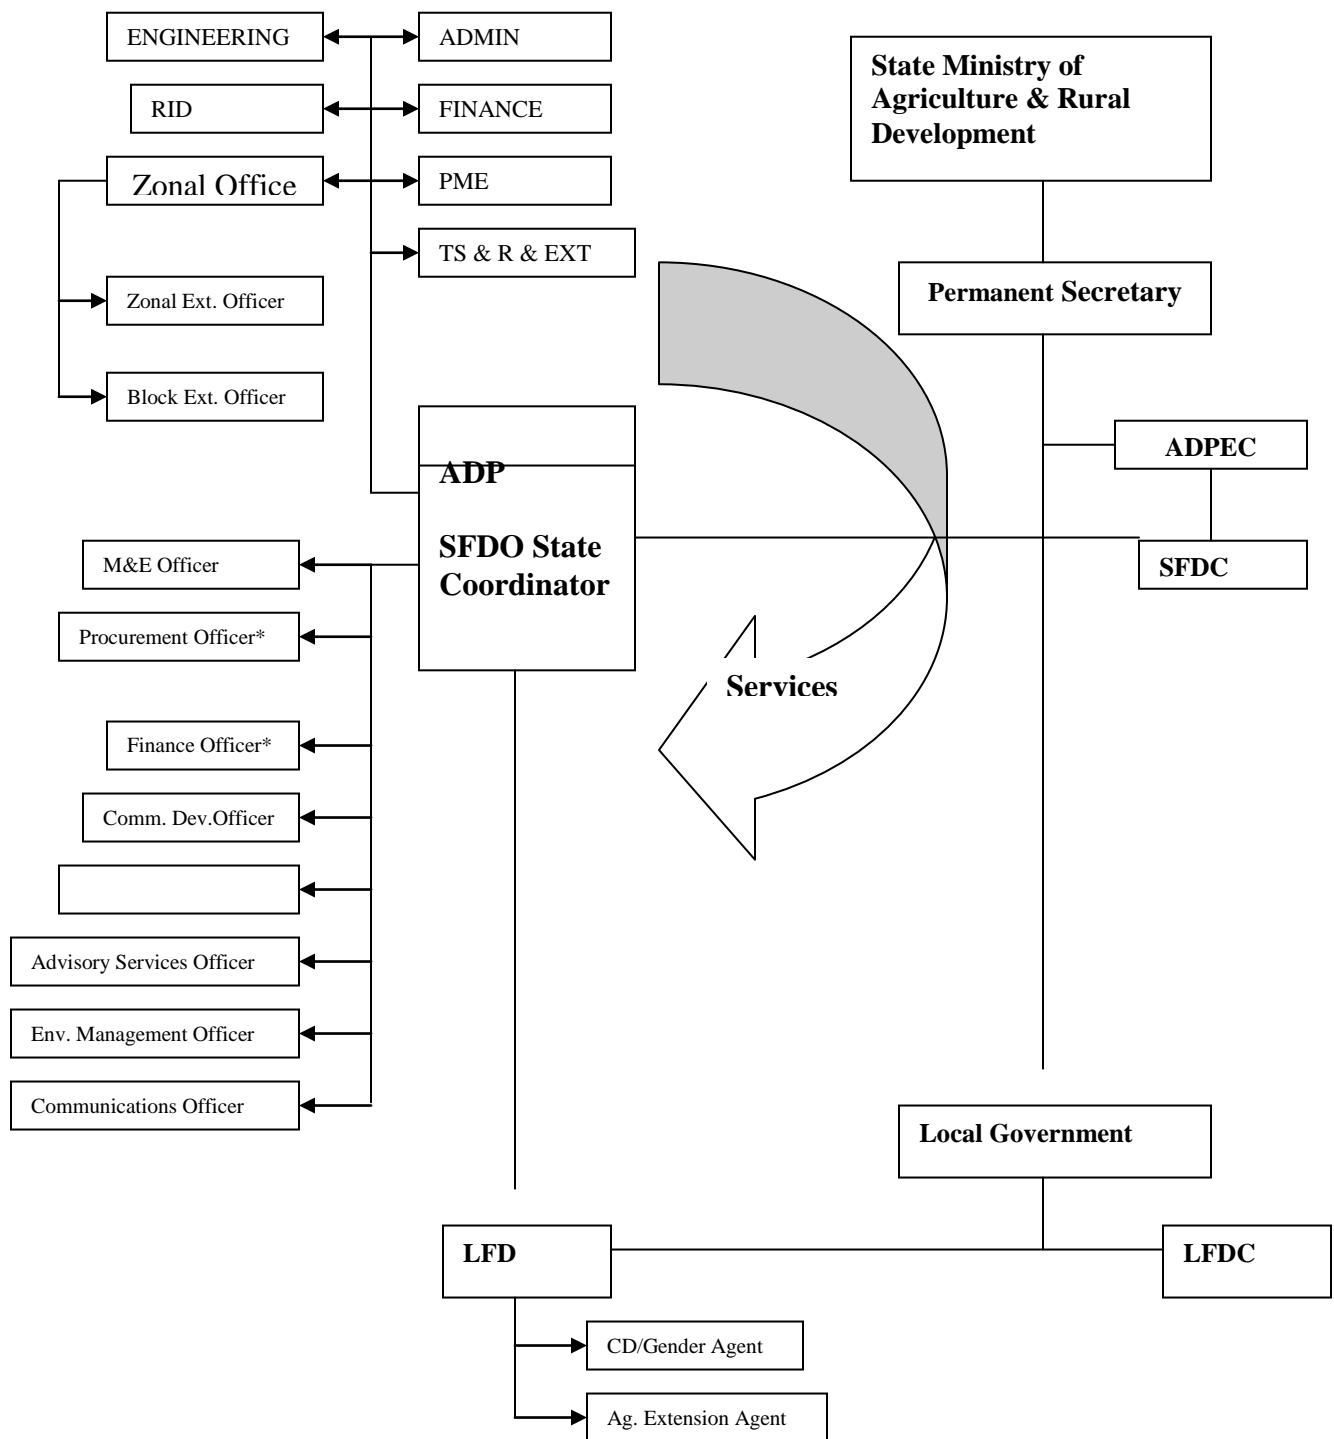 ENGINEERING
ADMIN
State Ministry of
Agriculture & Rural
Development
RID
FINANCE
Zonal Office
PME
TS & R & EXT
Zonal Ext. Officer
Permanent Secretary
Block Ext. Officer
ADPEC
ADP
SFDO State
Coordinator
M&E Officer
SFDC
Procurement Officer*
Services
Finance Officer*
Comm. Dev.Officer
Advisory Services Officer
Env. Management Officer
Communications Officer
Local Government
LFD
LFDC
CD/Gender Agent
Ag. Extension Agent